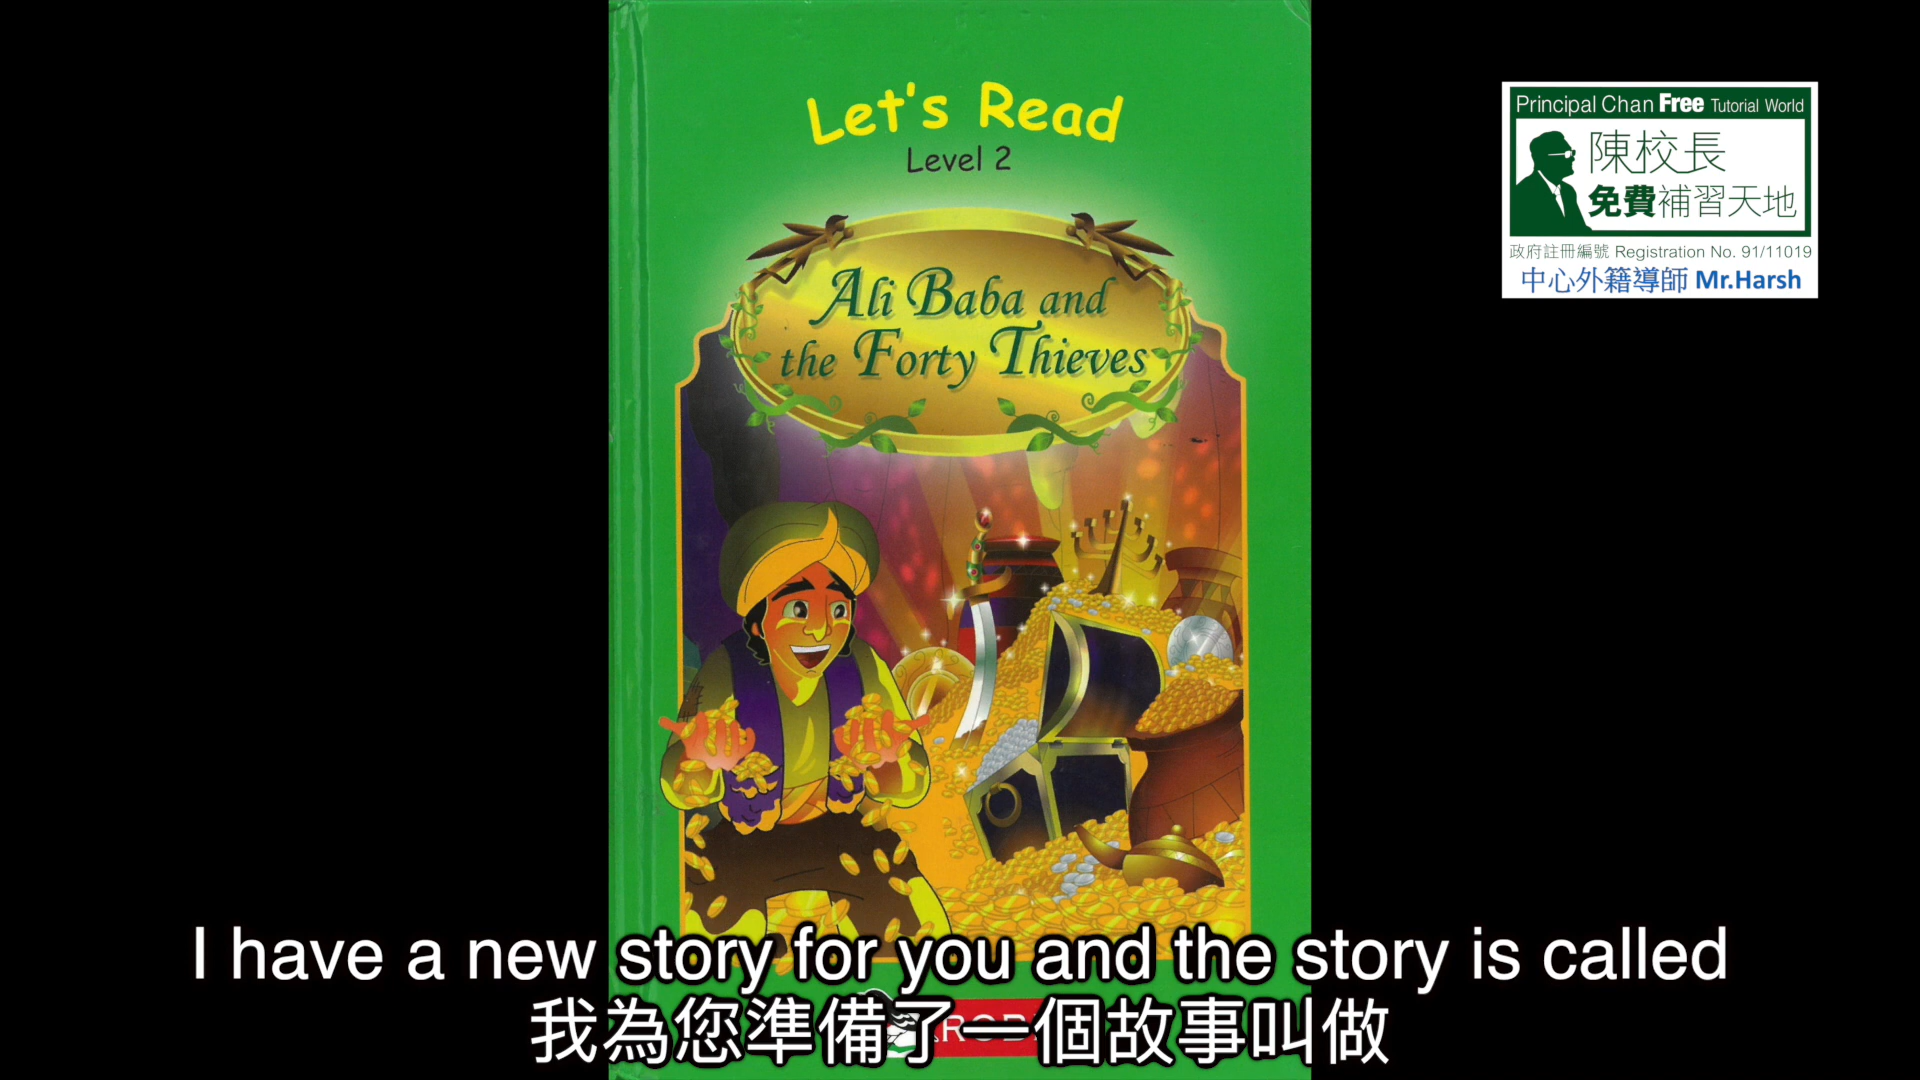 Let's Read
Level 2
Ali Baba and
the Forty Thieves
Principal Chan Free Tutorial World
陳校長
免費補習天地
政府註冊編號 Registration No. 91/11019
中心外籍導師 Mr.Harsh
I have a new story for you and the story is called
我為您準備了一個故事叫做